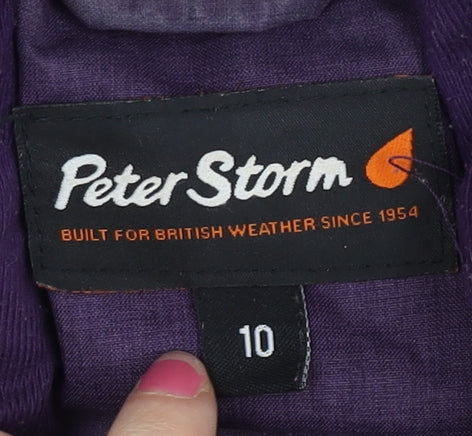 Peter Storm
BUILT FOR BRITISH WEATHER SINCE 1954
10